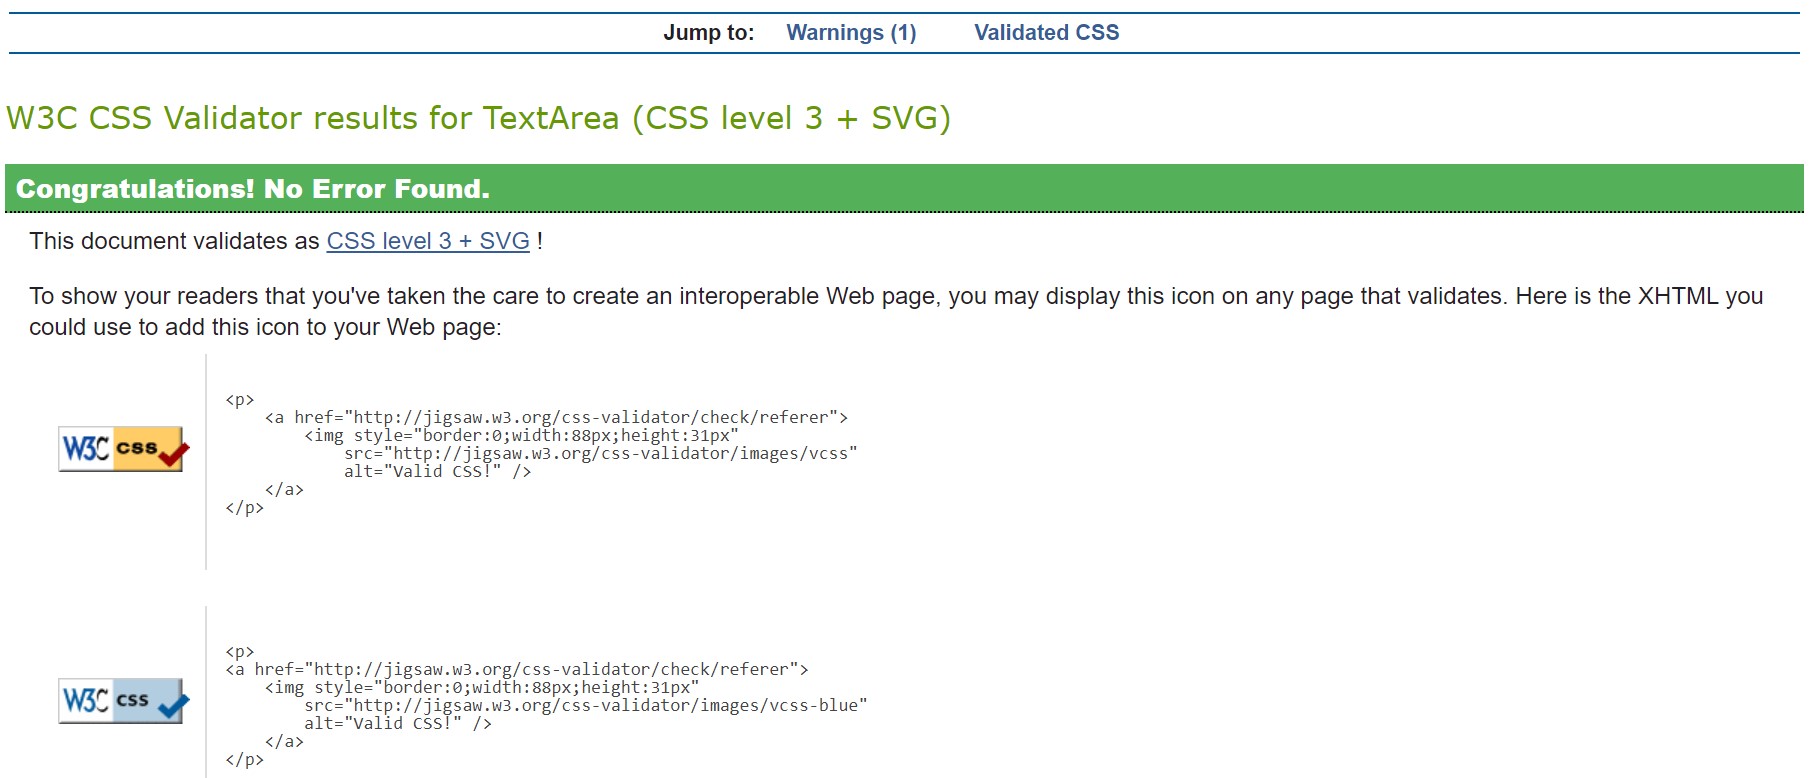 Jump to: Warnings (1) Validated CSS
W3C CSS Validator results for TextArea (CSS level 3 + SVG)
Congratulations! No Error Found.
This document validates as CSS level 3 + SVG !
To show your readers that you've taken the care to create an interoperable Web page, you may display this icon on any page that validates. Here is the XHTML you
could use to add this icon to your Web page:
<p>
<a href="http://jigsaw.w3.org/css-validator/check/referer">
<img style="border:0;width:88px;height:31px"
W3C css
src="http://jigsaw.w3.org/css-validator/images/vcss"
alt="Valid CSS!" />
</a>
</p>
<p>
<a href="http://jigsaw.w3.org/css-validator/check/referer">
<img style="border:0;width:88px;height:31px"
W3C css
src="http://jigsaw.w3.org/css-validator/images/vcss-blue"
alt="Valid CSS!" />
</a>
</p>